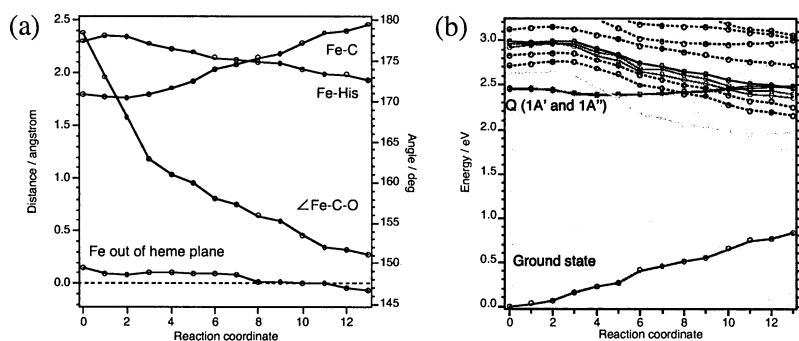 (a)
2.5
2.0
1.5
1.0
0.5
0.0
Distance / angstrom
180
175
170
165
160
155
150
145
Angle / deg
Fe-C
Fe-His
∠Fe-C-O
Fe out of heme plane
0 2 4 6 8 10 12
Reaction coordinate
(b)
3.0
2.5
2.0
1.5
1.0
0.5
0.0
Energy / eV
Q (1A' and 1A'')
Ground state
0 2 4 6 8 10 12
Reaction coordinate